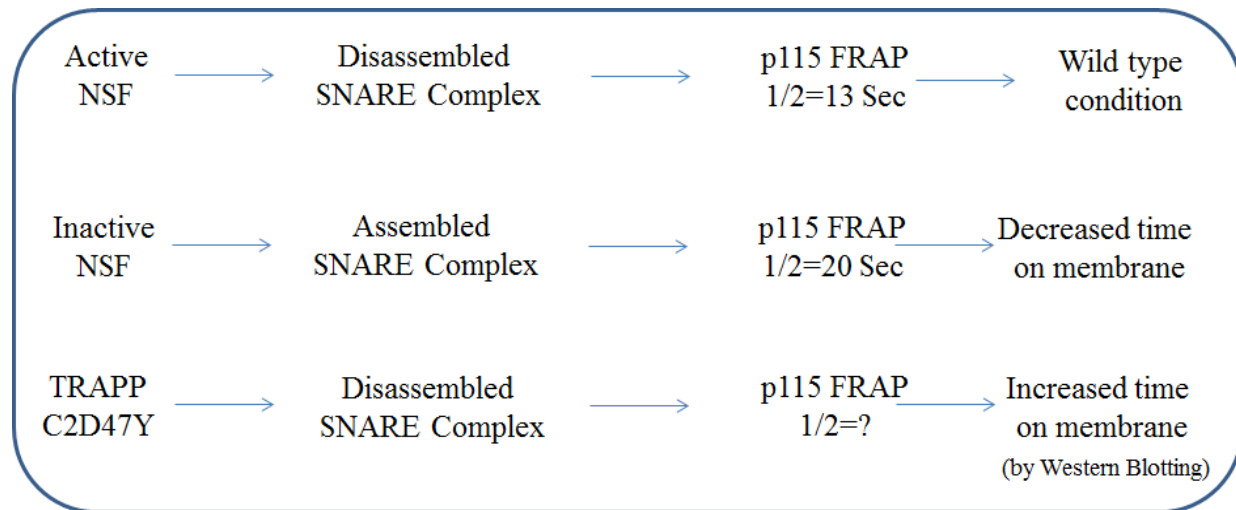 Active
NSF
Disassembled
SNARE Complex
p115 FRAP
1/2=13 Sec
Wild type
condition
Inactive
NSF
Assembled
SNARE Complex
p115 FRAP
1/2=20 Sec
Decreased time
on membrane
TRAPP
C2D47Y
Disassembled
SNARE Complex
p115 FRAP
1/2=?
Increased time
on membrane
(by Western Blotting)